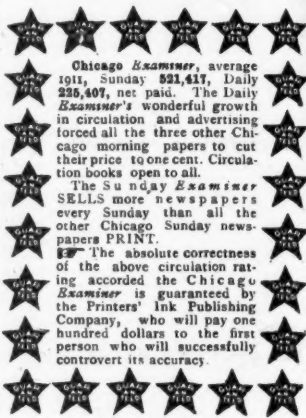 Chicago Examiner, average
1911, Sunday 521,417, Daily
225,407, net paid. The Daily
Examiner's wonderful growth
in circulation and advertising
forced all the three other Chi-
cago morning papers to cut
their price to one cent. Circula-
tion books open to all.
The Sunday Examiner
SELLS more newspapers
every Sunday than all the
other Chicago Sunday news-
papers PRINT.
☞ The absolute correctness
of the above circulation rat-
ing accorded the Chicago
Examiner is guaranteed by
the Printers' Ink Publishing
Company, who will pay one
hundred dollars to the first
person who will successfully
controvert its accuracy.